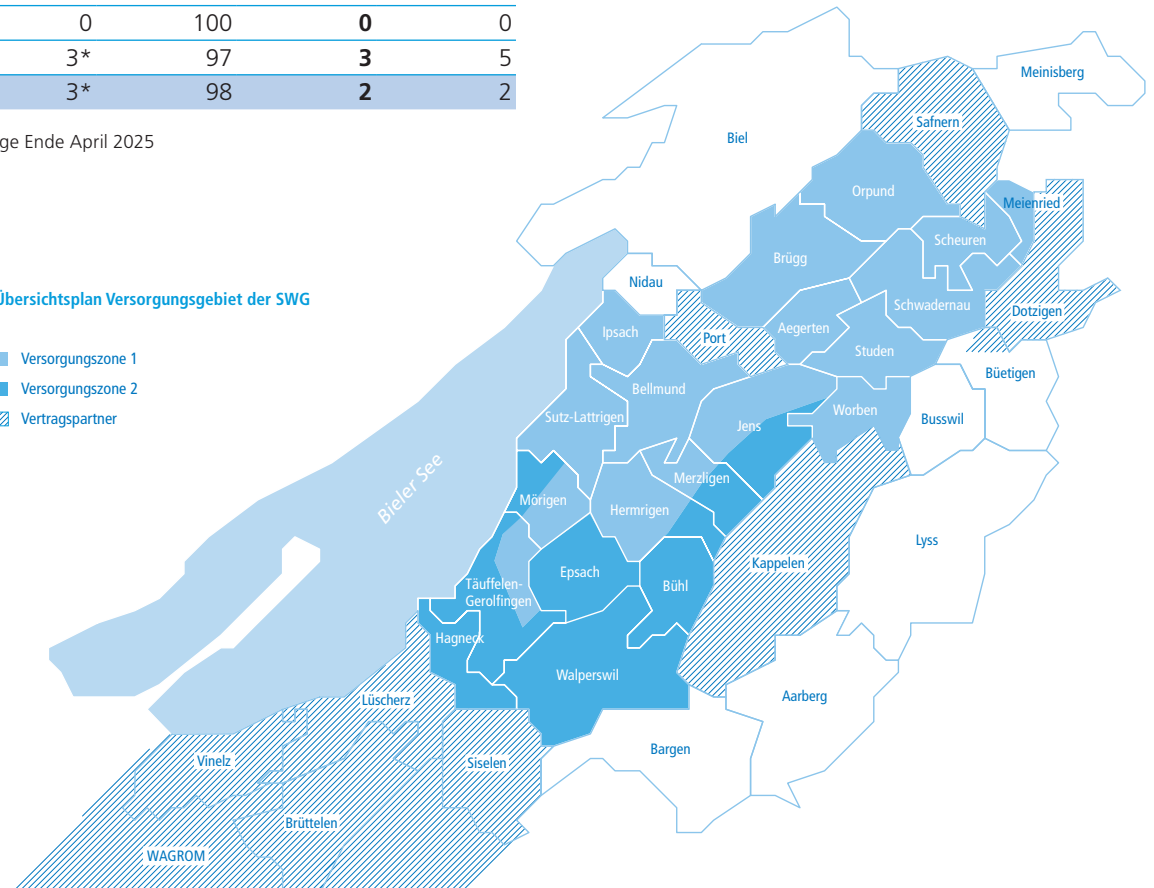 0 100 0 0
3* 97 3 5
3* 98 2 2
ge Ende April 2025
Übersichtsplan Versorgungsgebiet der SWG
Versorgungszone 1
Versorgungszone 2
Vertragspartner
Meinisberg
Safnern
Biel
Orpund
Meienried
Scheuren
Brügg
Nidau
Schwadernau
Dotzigen
Ipsach
Port
Aegerten
Studen
Büetigen
Bellmund
Sutz-Lattrigen
Worben
Busswil
Jens
Bieler See
Merzligen
Mörigen
Hermrigen
Lyss
Kappelen
Epsach
Bühl
Täuffelen-
Gerolfingen
Hagneck
Walperswil
Aarberg
Lüscherz
Bargen
Vinelz
Siselen
Brüttelen
WAGROM